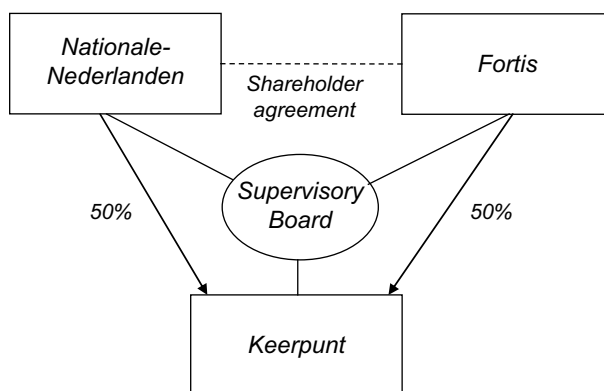 Nationale-
Nederlanden
Fortis
Shareholder
agreement
Supervisory
Board
50%
50%
Keerpunt